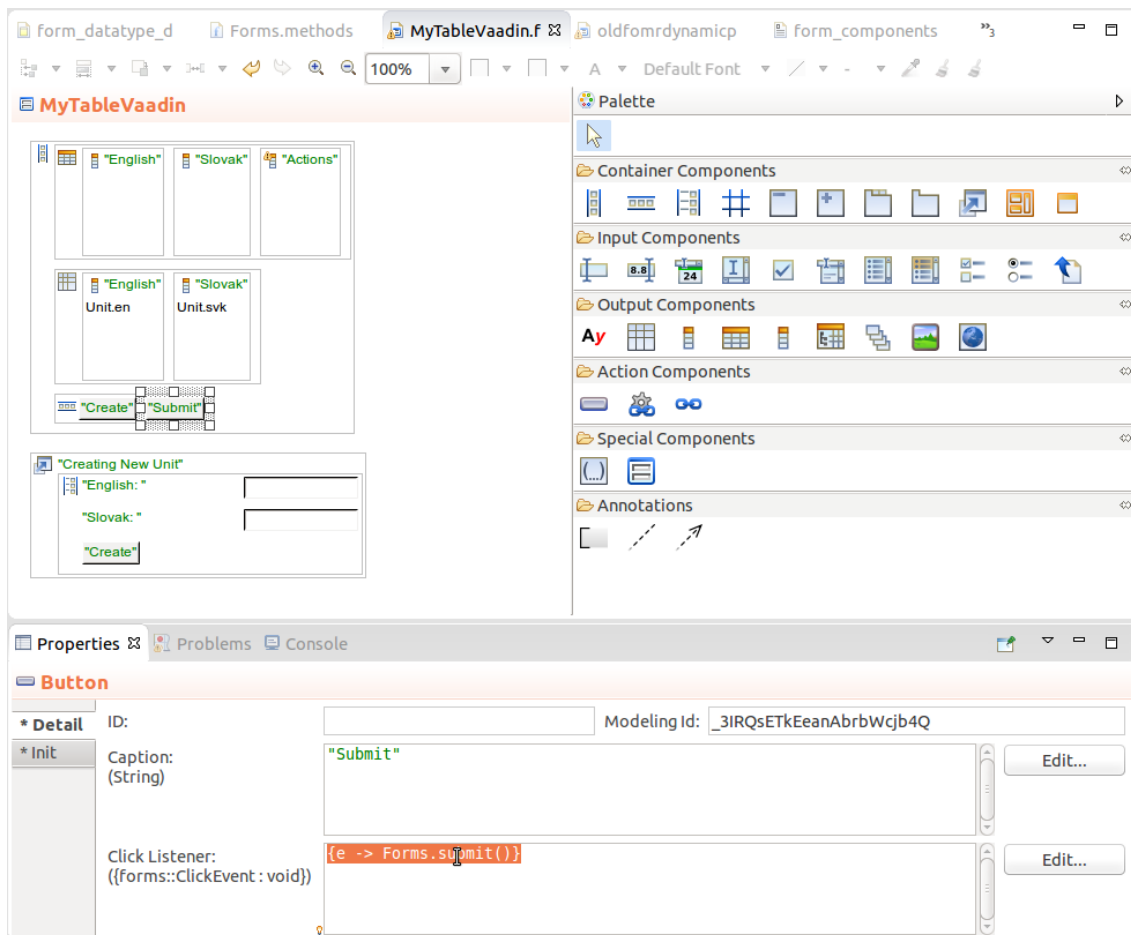 form_datatype_d Forms.methods MyTableVaadin.f oldfomrdynamicp form_components »3
100% A Default Font -
MyTableVaadin
"English" "Slovak" "Actions"
"English" "Slovak"
Unit.en Unit.svk
"Create" "Submit"
"Creating New Unit"
"English: "
"Slovak: "
"Create"
Palette
Container Components
Input Components
8.8 24
Output Components
Ay
Action Components
Special Components
(...)
Annotations
Properties Problems Console
Button
* Detail ID: Modeling Id: _3IRQsETkEeanAbrbWcjb4Q
* Init Caption: "Submit" Edit...
(String)
Click Listener: {e -> Forms.submit()} Edit...
({forms::ClickEvent : void})